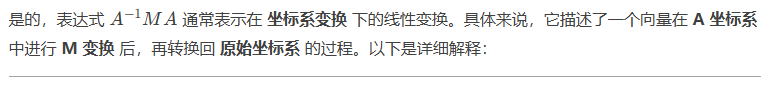 是的，表达式 A⁻¹MA 通常表示在 坐标系变换 下的线性变换。具体来说，它描述了一个向量在 A 坐标系
中进行 M 变换 后，再转换回 原始坐标系 的过程。以下是详细解释：